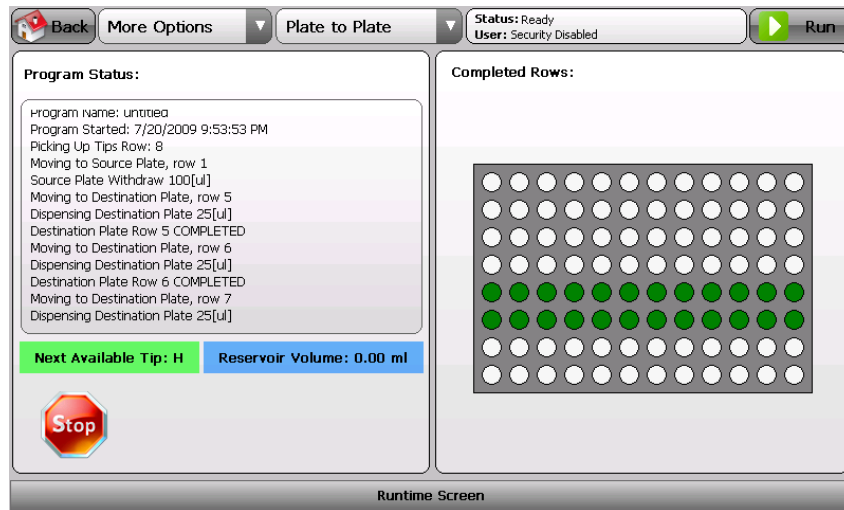 Back
More Options
Plate to Plate
Status: Ready
User: Security Disabled
Run
Program Status:
Program Name: untitled
Program Started: 7/20/2009 9:53:53 PM
Picking Up Tips Row: 8
Moving to Source Plate, row 1
Source Plate Withdraw 100[ul]
Moving to Destination Plate, row 5
Dispensing Destination Plate 25[ul]
Destination Plate Row 5 COMPLETED
Moving to Destination Plate, row 6
Dispensing Destination Plate 25[ul]
Destination Plate Row 6 COMPLETED
Moving to Destination Plate, row 7
Dispensing Destination Plate 25[ul]
Next Available Tip: H
Reservoir Volume: 0.00 ml
Stop
Completed Rows:
Runtime Screen